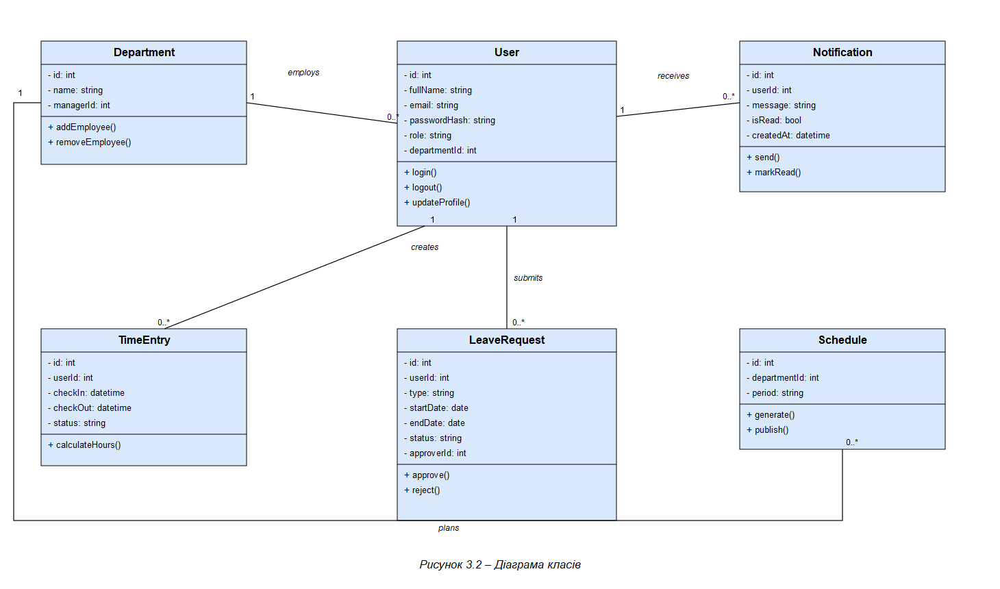 Department
- id: int
- name: string
- managerId: int
+ addEmployee()
+ removeEmployee()
1
1
employs
0..*
User
- id: int
- fullName: string
- email: string
- passwordHash: string
- role: string
- departmentId: int
+ login()
+ logout()
+ updateProfile()
1
1
1
receives
0..*
Notification
- id: int
- userId: int
- message: string
- isRead: bool
- createdAt: datetime
+ send()
+ markRead()
creates
submits
0..*
TimeEntry
- id: int
- userId: int
- checkIn: datetime
- checkOut: datetime
- status: string
+ calculateHours()
0..*
LeaveRequest
- id: int
- userId: int
- type: string
- startDate: date
- endDate: date
- status: string
- approverId: int
+ approve()
+ reject()
Schedule
- id: int
- departmentId: int
- period: string
+ generate()
+ publish()
0..*
plans
Рисунок 3.2 – Діаграма класів